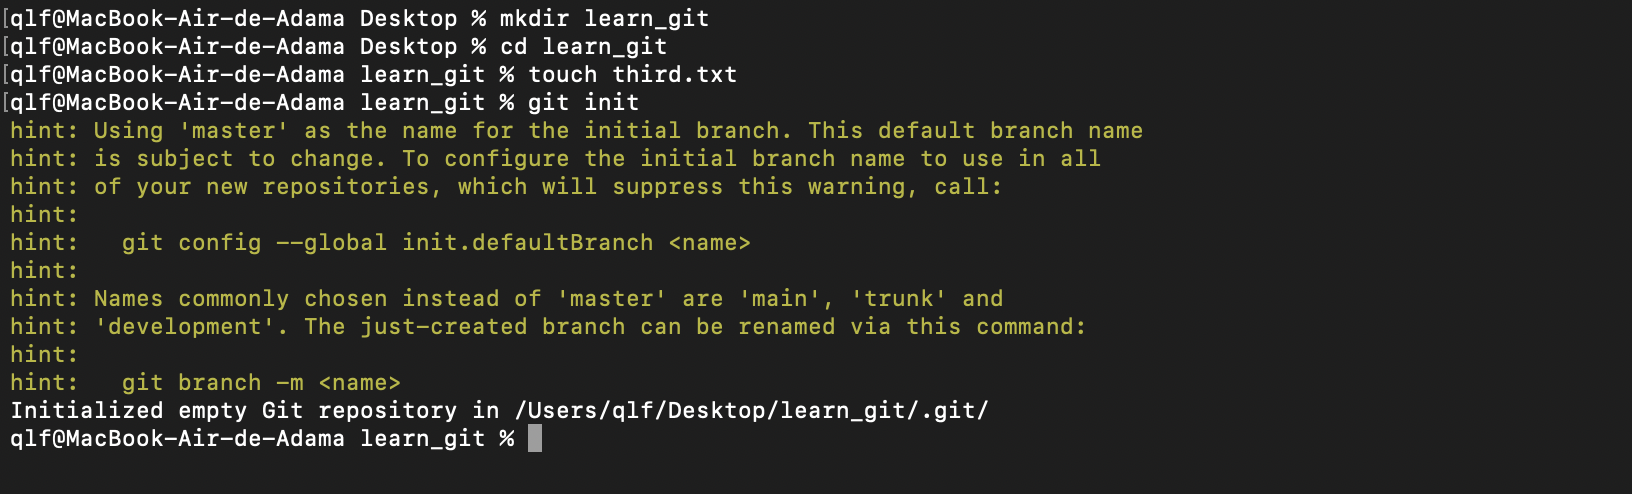 [qlf@MacBook-Air-de-Adama Desktop % mkdir learn_git
[qlf@MacBook-Air-de-Adama Desktop % cd learn_git
[qlf@MacBook-Air-de-Adama learn_git % touch third.txt
[qlf@MacBook-Air-de-Adama learn_git % git init
hint: Using 'master' as the name for the initial branch. This default branch name
hint: is subject to change. To configure the initial branch name to use in all
hint: of your new repositories, which will suppress this warning, call:
hint:
hint:   git config --global init.defaultBranch <name>
hint:
hint: Names commonly chosen instead of 'master' are 'main', 'trunk' and
hint: 'development'. The just-created branch can be renamed via this command:
hint:
hint:   git branch -m <name>
Initialized empty Git repository in /Users/qlf/Desktop/learn_git/.git/
qlf@MacBook-Air-de-Adama learn_git %